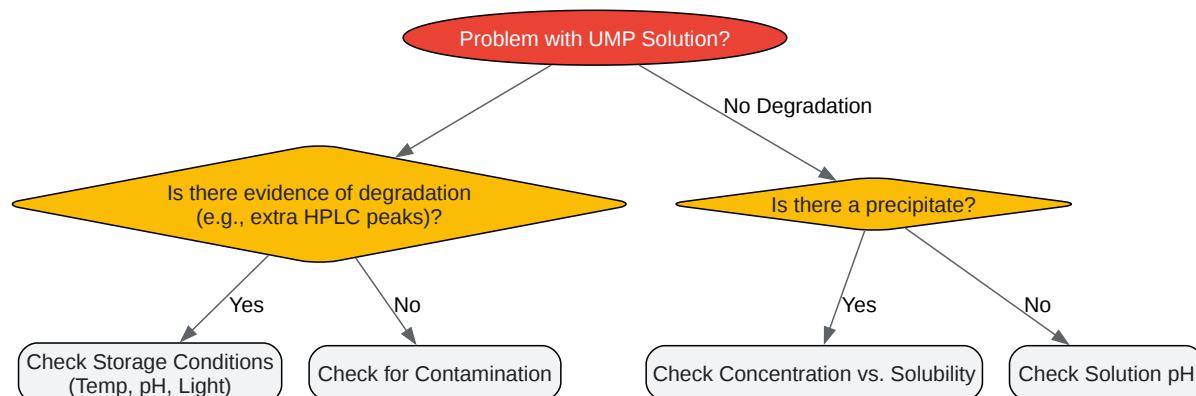 Problem with UMP Solution?
No Degradation
Is there evidence of degradation
(e.g., extra HPLC peaks)?
Is there a precipitate?
Yes
No
Yes
No
Check Storage Conditions
(Temp, pH, Light)
Check for Contamination
Check Concentration vs. Solubility
Check Solution pH